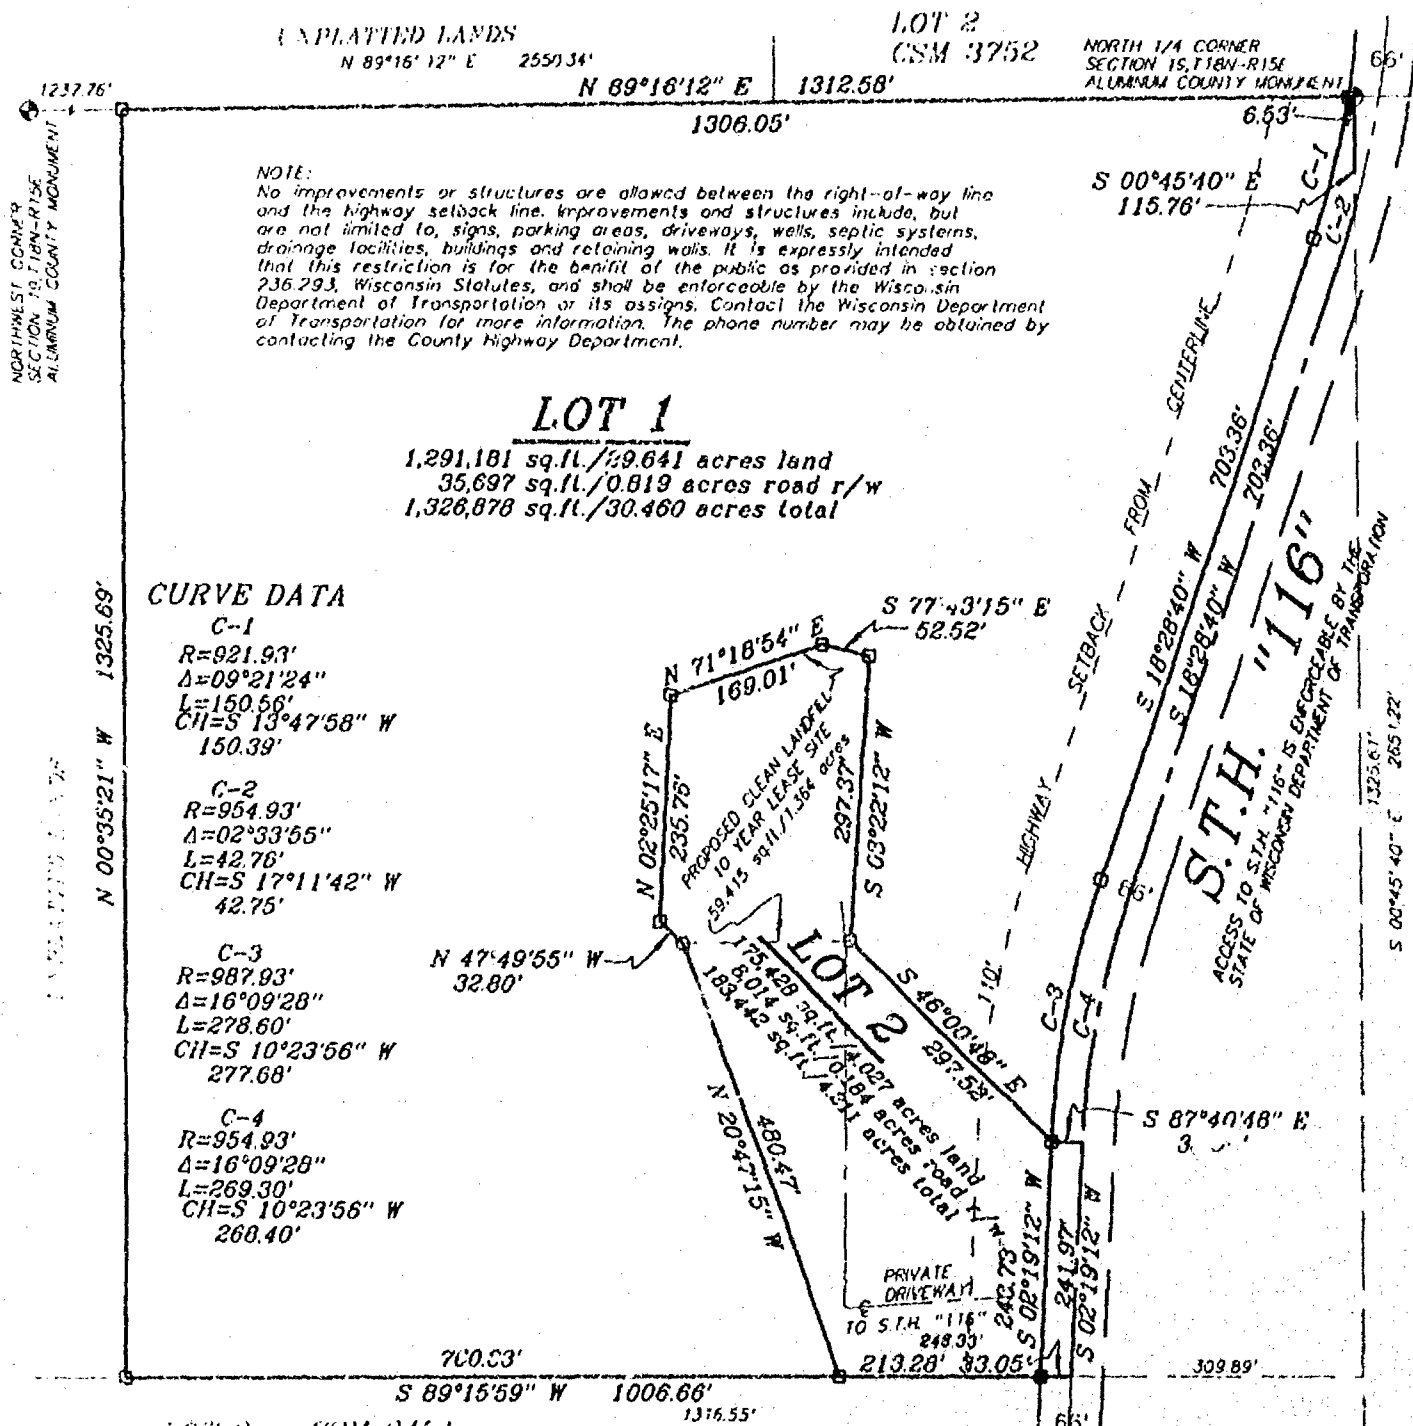 UNPLATTED LANDS
N 89°16'12" E 2550.34'
LOT 2
CSM 3752
NORTH 1/4 CORNER
SECTION 15,T18N-R15E
ALUMINUM COUNTY MONUMENT
66'
1237.76'
N 89°16'12" E 1312.58'
1306.05'
6.53'
NORTHWEST CORNER
ALUMINUM COUNTY MONUMENT
NOTE:
No improvements or structures are allowed between the right-of-way line
and the highway setback line. Improvements and structures include, but
are not limited to, signs, parking areas, driveways, wells, septic systems,
drainage facilities, buildings and retaining walls. It is expressly intended
that this restriction is for the benifit of the public as provided in section
236.293, Wisconsin Statutes, and shall be enforceable by the Wisconsin
Department of Transportation or its assigns. Contact the Wisconsin Department
of Transportation for more information. The phone number may be obtained by
contacting the County Highway Department.
S 00°45'40" E
115.76'
C-1
C-2
LOT 1
1,291,181 sq.ft./29.641 acres land
35,697 sq.ft./0.819 acres road r/w
1,326,878 sq.ft./30.460 acres total
HIGHWAY SETBACK FROM CENTERLINE
110'
703.36'
703.36'
S 18°28'40" W
S 18°28'40" W
S.T.H. "116"
ACCESS TO S.T.H. "116" IS ENFORCEABLE BY THE
STATE OF WISCONSIN DEPARTMENT OF TRANSPORATION
N 00°35'21" W 1325.69'
CURVE DATA
C-1
R=921.93'
Δ=09°21'24"
L=150.56'
CH=S 13°47'58" W
150.39'
C-2
R=954.93'
Δ=02°33'55"
L=42.76'
CH=S 17°11'42" W
42.75'
C-3
R=987.93'
Δ=16°09'28"
L=278.60'
CH=S 10°23'56" W
277.68'
C-4
R=954.93'
Δ=16°09'28"
L=269.30'
CH=S 10°23'56" W
268.40'
S 77°43'15" E
52.52'
N 71°18'54" E
169.01'
N 02°25'17" E
235.76'
PROPOSED CLEAN LANDFILL
10 YEAR LEASE SITE
59,415 sq.ft./1.364 acres
297.37'
S 03°22'12" W
N 47°49'55" W
32.80'
LOT 2
175,428 sq.ft./4.027 acres land
8,014 sq.ft./0.184 acres road r/w
183,442 sq.ft./4.211 acres total
S 46°00'48" E
297.52'
66'
C-3
C-4
S 00°45'40" E 2651.22'
1325.61'
N 20°47'15" W
480.47'
S 87°40'48" E
243.73'
S 02°19'12" W
241.97'
S 02°19'12" W
PRIVATE
DRIVEWAY
TO S.T.H. "116"
248.33'
213.28' 33.05'
309.89'
S 89°15'59" W 1006.66'
1316.55'
66'